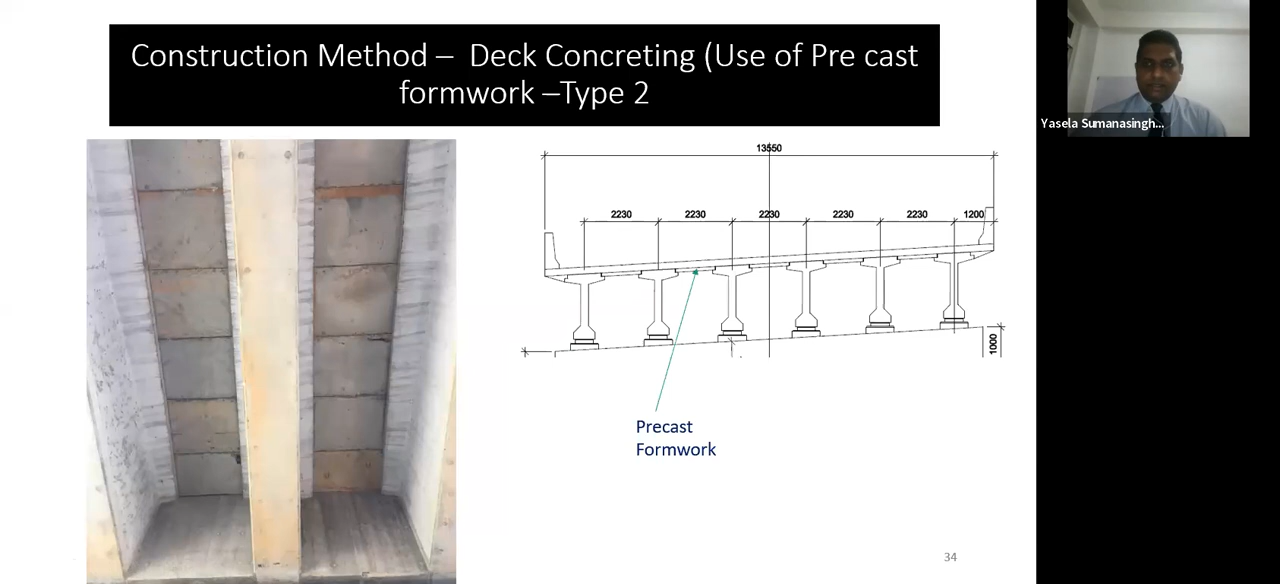 Construction Method – Deck Concreting (Use of Pre cast
formwork –Type 2
Yasela Sumanasingh...
13550
2230 2230 2230 2230 2230 1200
1000
Precast
Formwork
34